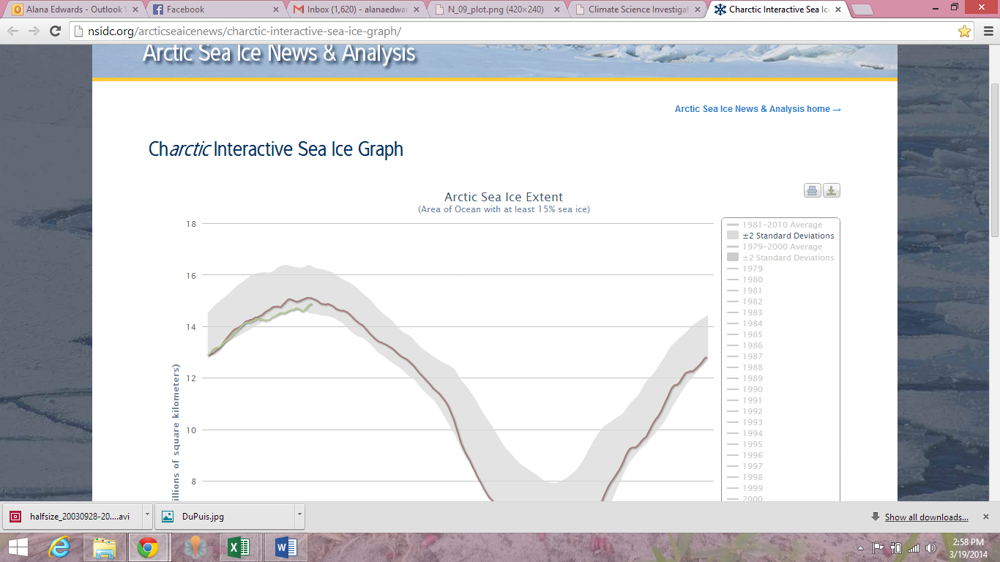 Alana Edwards - Outlook
Facebook
Inbox (1,620) - alanaedwa
N_09_plot.png (420×240)
Climate Science Investigat
Charctic Interactive Sea Ic
nsidc.org/arcticseaicenews/charctic-interactive-sea-ice-graph/
Arctic Sea Ice News & Analysis
Arctic Sea Ice News & Analysis home →
Charctic Interactive Sea Ice Graph
Arctic Sea Ice Extent
(Area of Ocean with at least 15% sea ice)
18
16
14
12
10
8
illions of square kilometers)
1981-2010 Average
±2 Standard Deviations
1979-2000 Average
±2 Standard Deviations
1979
1980
1981
1982
1983
1984
1985
1986
1987
1988
1989
1990
1991
1992
1993
1994
1995
1996
1997
1998
1999
2000
halfsize_20030928-20....avi
DuPuis.jpg
Show all downloads...
2:58 PM
3/19/2014